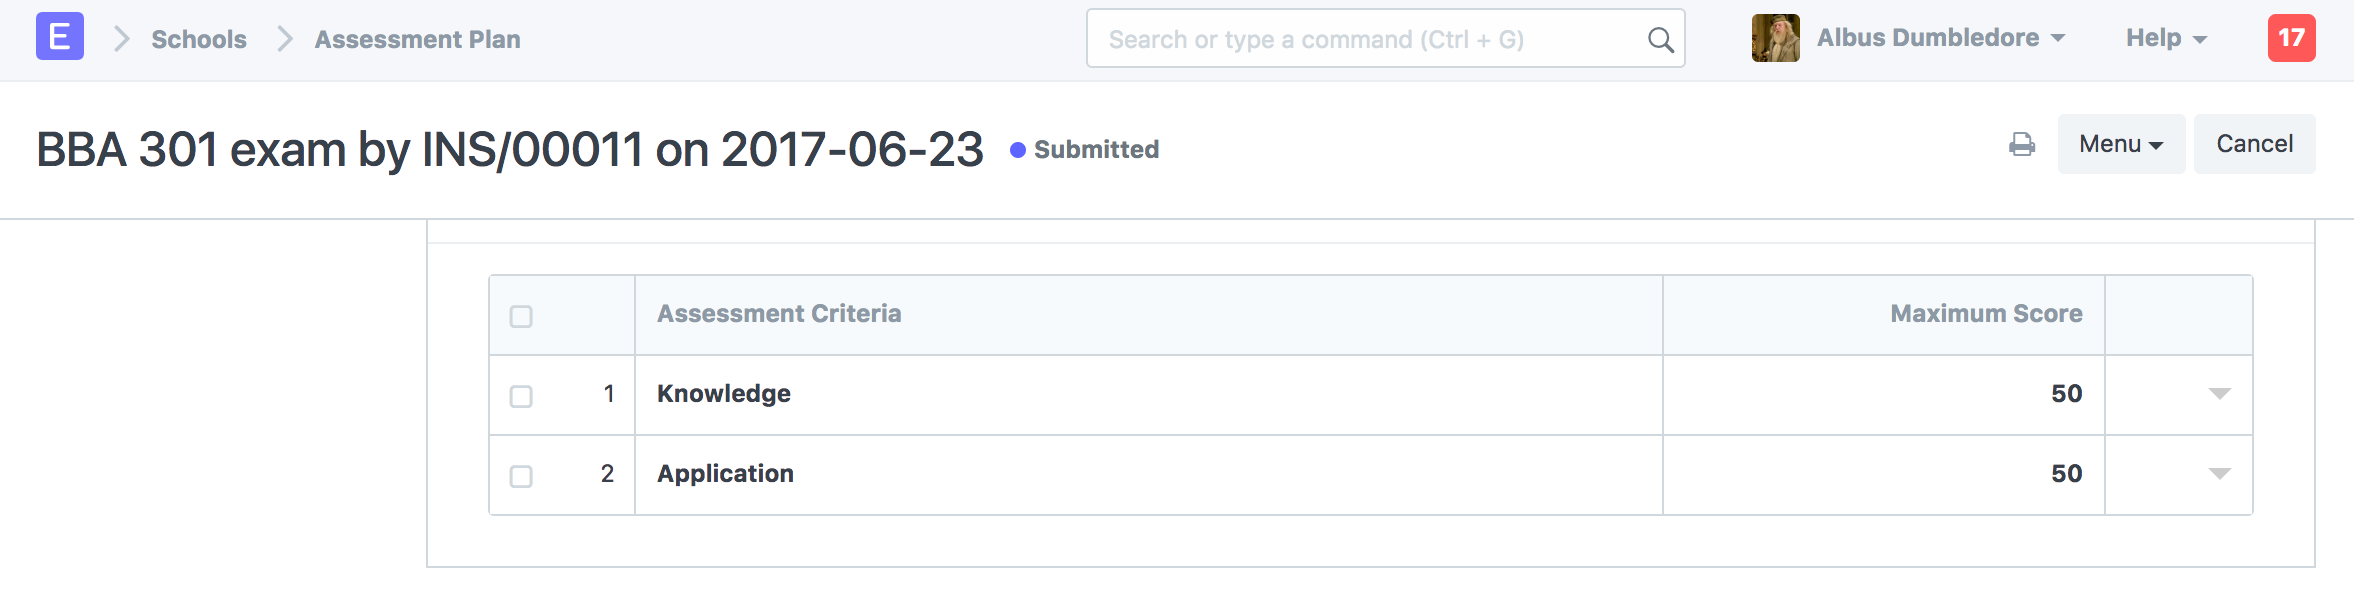 E Schools Assessment Plan Search or type a command (Ctrl + G) Albus Dumbledore Help 17
BBA 301 exam by INS/00011 on 2017-06-23 Submitted Menu Cancel
Assessment Criteria Maximum Score
1 Knowledge 50
2 Application 50